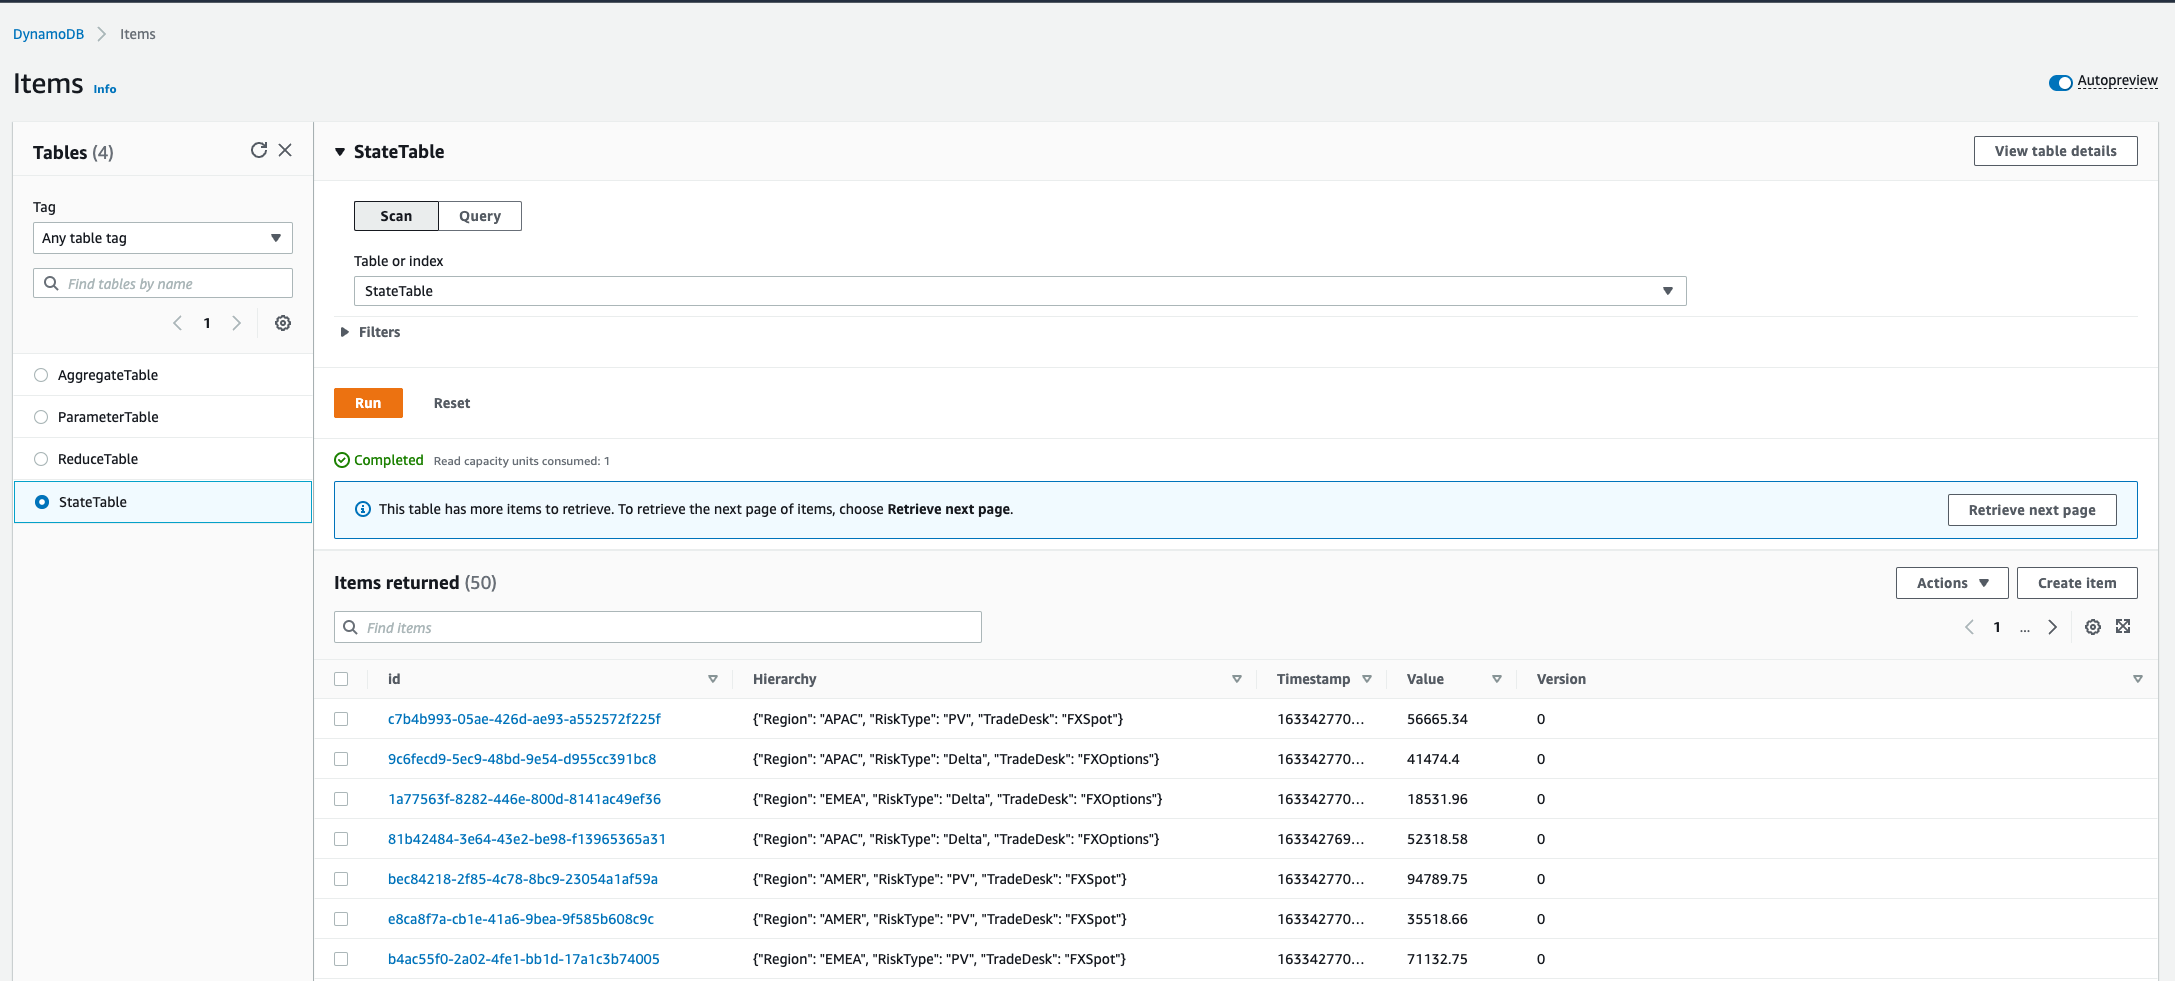 DynamoDB Items
Items Info
Autopreview
Tables (4)
Tag
Any table tag
Find tables by name
1
AggregateTable
ParameterTable
ReduceTable
StateTable
StateTable
View table details
Scan Query
Table or index
StateTable
Filters
Run Reset
Completed Read capacity units consumed: 1
This table has more items to retrieve. To retrieve the next page of items, choose Retrieve next page.
Retrieve next page
Items returned (50)
Actions Create item
Find items
1 ...
id Hierarchy Timestamp Value Version
c7b4b993-05ae-426d-ae93-a552572f225f {"Region": "APAC", "RiskType": "PV", "TradeDesk": "FXSpot"} 163342770... 56665.34 0
9c6fecd9-5ec9-48bd-9e54-d955cc391bc8 {"Region": "APAC", "RiskType": "Delta", "TradeDesk": "FXOptions"} 163342770... 41474.4 0
1a77563f-8282-446e-800d-8141ac49ef36 {"Region": "EMEA", "RiskType": "Delta", "TradeDesk": "FXOptions"} 163342770... 18531.96 0
81b42484-3e64-43e2-be98-f13965365a31 {"Region": "APAC", "RiskType": "Delta", "TradeDesk": "FXOptions"} 163342769... 52318.58 0
bec84218-2f85-4c78-8bc9-23054a1af59a {"Region": "AMER", "RiskType": "PV", "TradeDesk": "FXSpot"} 163342770... 94789.75 0
e8ca8f7a-cb1e-41a6-9bea-9f585b608c9c {"Region": "AMER", "RiskType": "PV", "TradeDesk": "FXSpot"} 163342770... 35518.66 0
b4ac55f0-2a02-4fe1-bb1d-17a1c3b74005 {"Region": "EMEA", "RiskType": "PV", "TradeDesk": "FXSpot"} 163342770... 71132.75 0